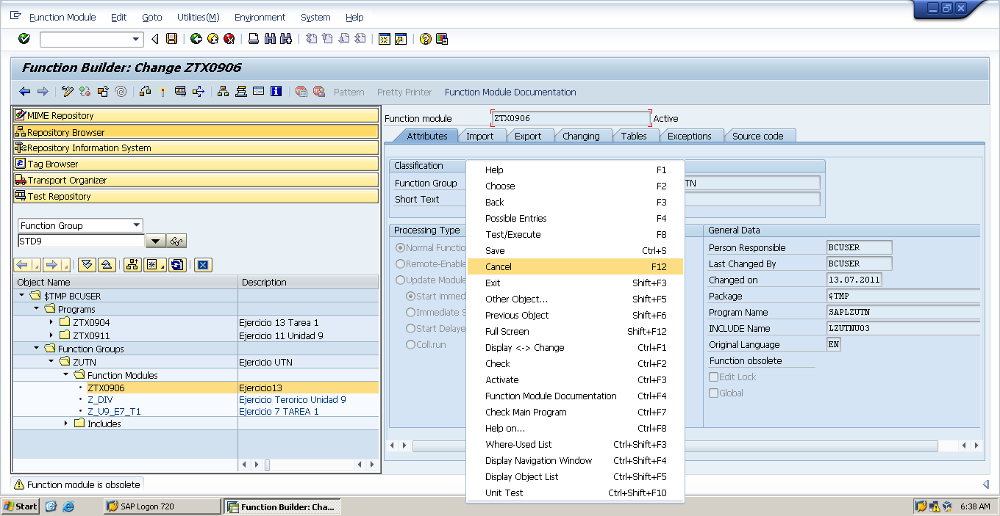 Function Module Edit Goto Utilities(M) Environment System Help
Function Builder: Change ZTX0906
Pattern Pretty Printer Function Module Documentation
MIME Repository
Repository Browser
Repository Information System
Tag Browser
Transport Organizer
Test Repository
Function Group
STD9
Object Name Description
$TMP BCUSER
Programs
ZTX0904 Ejercicio 13 Tarea 1
ZTX0911 Ejercicio 11 Unidad 9
Function Groups
ZUTN Ejercicio UTN
Function Modules
ZTX0906 Ejercicio13
Z_DIV Ejercicio Terorico Unidad 9
Z_U9_E7_T1 Ejercicio 7 TAREA 1
Includes
Function module ZTX0906 Active
Attributes Import Export Changing Tables Exceptions Source code
Classification
Function Group TN
Short Text
Processing Type
Normal Functio
Remote-Enable
Update Module
Start immed
Immediate S
Start Delaye
Coll.run
Help F1
Choose F2
Back F3
Possible Entries F4
Test/Execute F8
Save Ctrl+S
Cancel F12
Exit Shift+F3
Other Object... Shift+F5
Previous Object Shift+F6
Full Screen Shift+F12
Display <-> Change Ctrl+F1
Check Ctrl+F2
Activate Ctrl+F3
Function Module Documentation Ctrl+F4
Check Main Program Ctrl+F7
Help on... Ctrl+F8
Where-Used List Ctrl+Shift+F3
Display Navigation Window Ctrl+Shift+F4
Display Object List Ctrl+Shift+F5
Unit Test Ctrl+Shift+F10
General Data
Person Responsible BCUSER
Last Changed By BCUSER
Changed on 13.07.2011
Package $TMP
Program Name SAPLZUTN
INCLUDE Name LZUTNU03
Original Language EN
Function obsolete
Edit Lock
Global
Function module is obsolete
Start SAP Logon 720 Function Builder: Cha... 6:38 AM